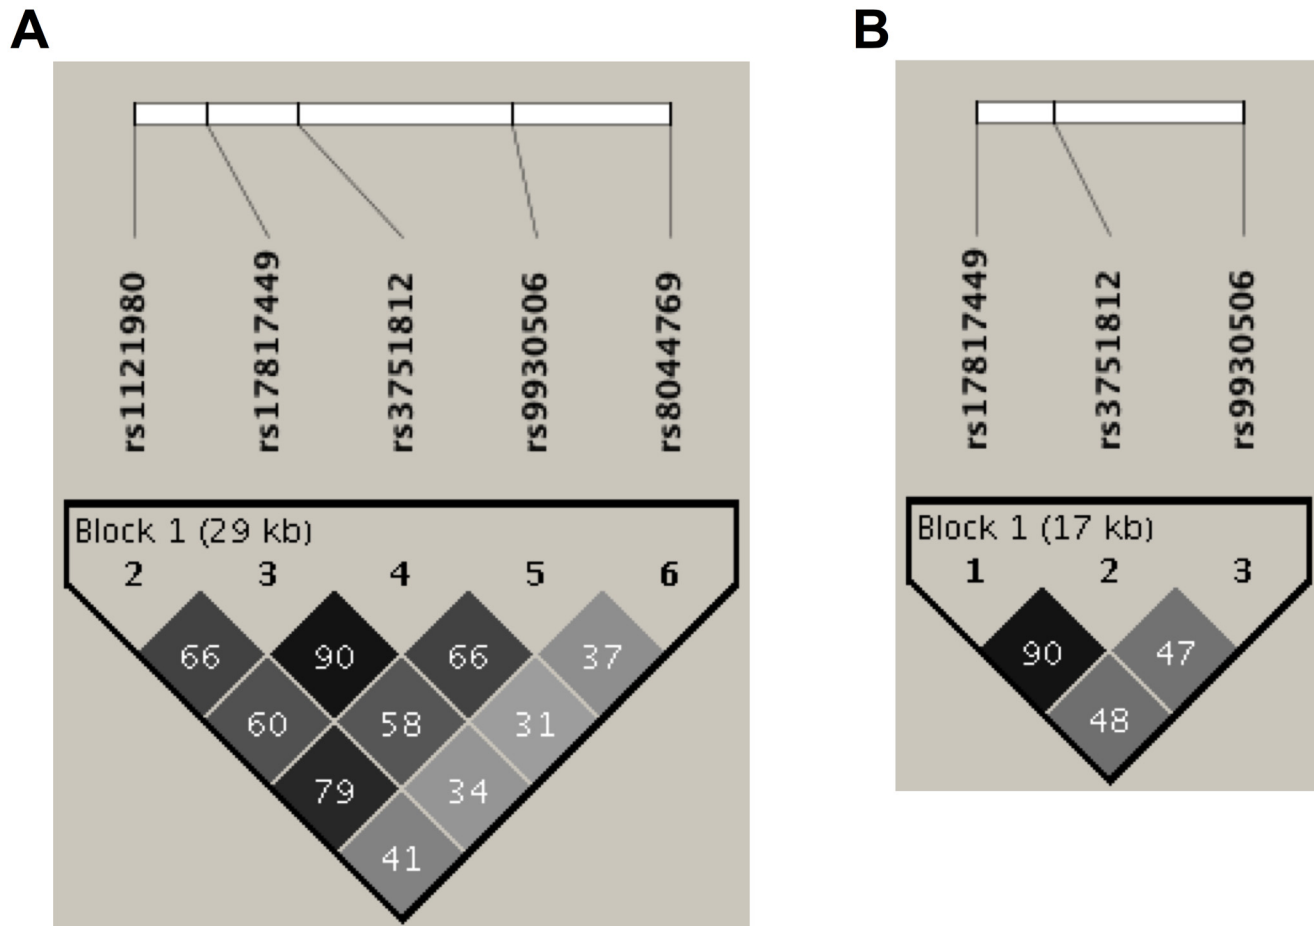 A
rs1121980
rs17817449
rs3751812
rs9930506
rs8044769
Block 1 (29 kb)
2 3 4 5 6
66 90 66 37
60 58 31
79 34
41
B
rs17817449
rs3751812
rs9930506
Block 1 (17 kb)
1 2 3
90 47
48